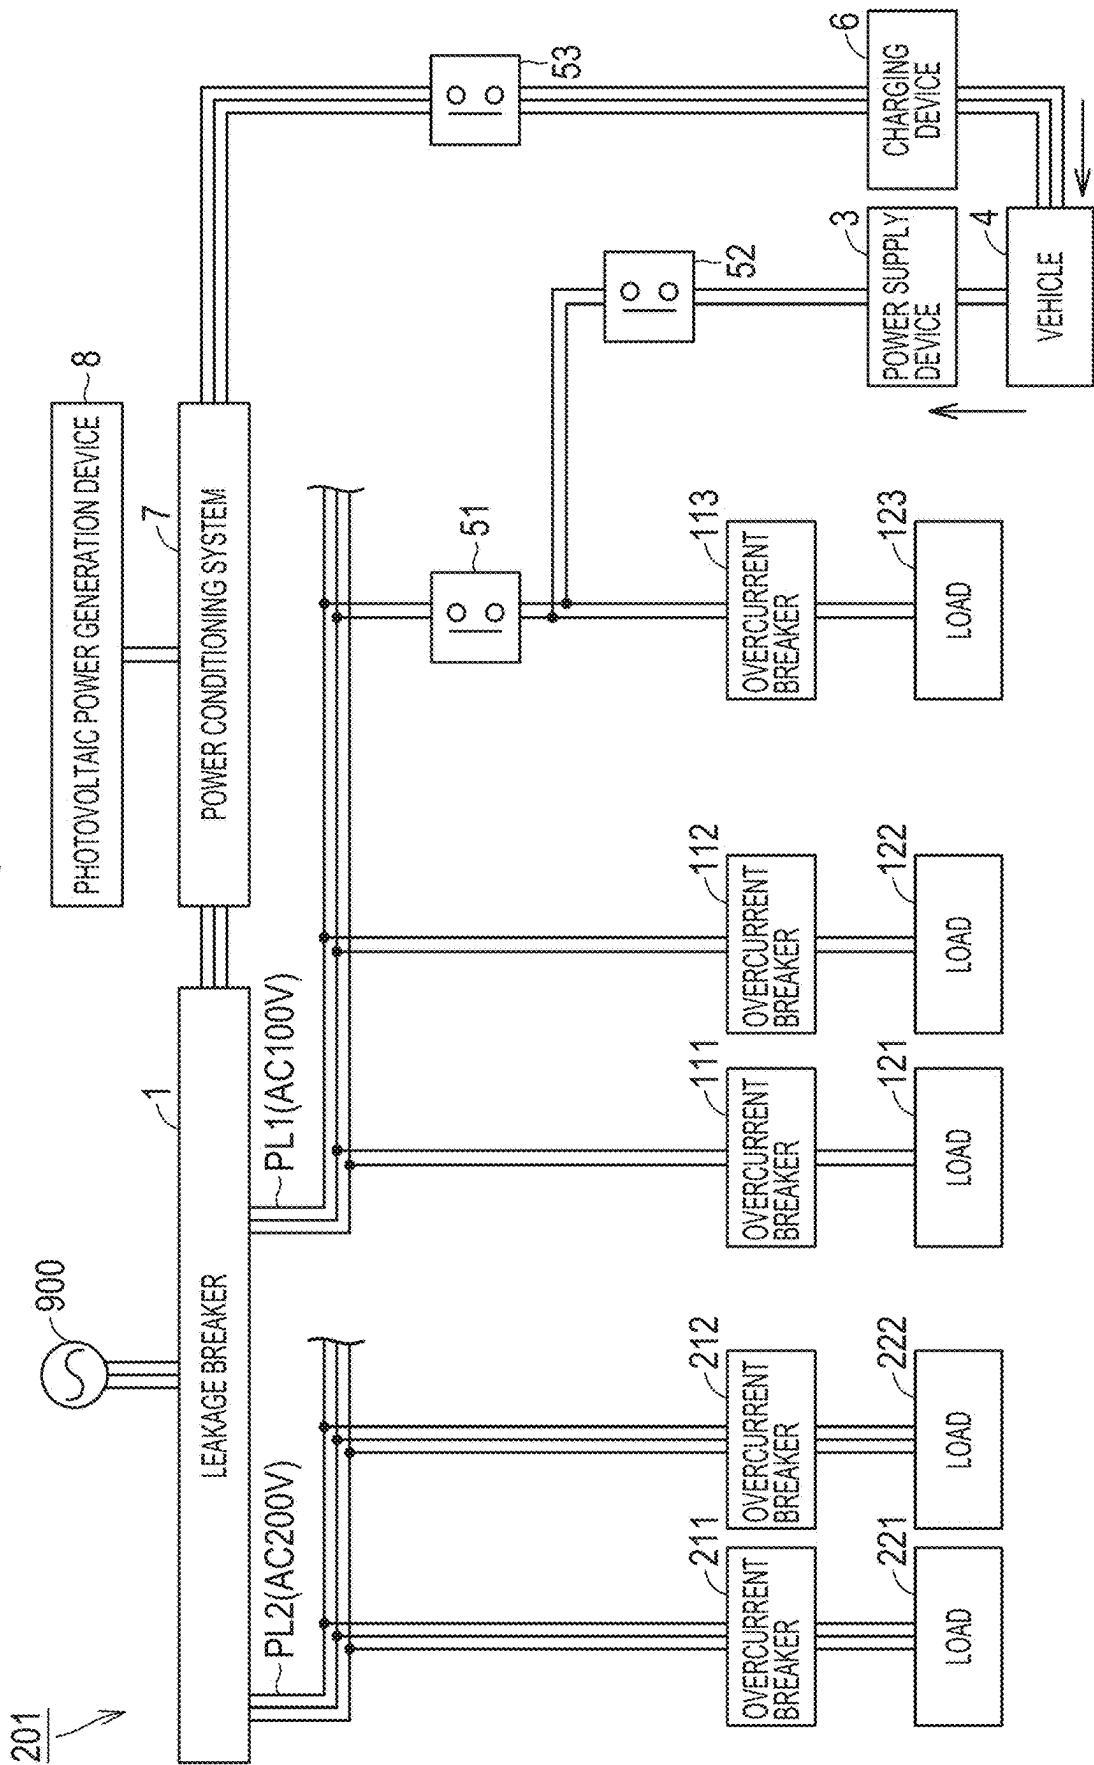 201
900
1
LEAKAGE BREAKER
PHOTOVOLTAIC POWER GENERATION DEVICE
8
7
POWER CONDITIONING SYSTEM
PL2(AC200V)
PL1(AC100V)
51
52
53
211
OVERCURRENT
BREAKER
212
OVERCURRENT
BREAKER
111
OVERCURRENT
BREAKER
112
OVERCURRENT
BREAKER
113
OVERCURRENT
BREAKER
3
POWER SUPPLY
DEVICE
6
CHARGING
DEVICE
221
LOAD
222
LOAD
121
LOAD
122
LOAD
123
LOAD
4
VEHICLE